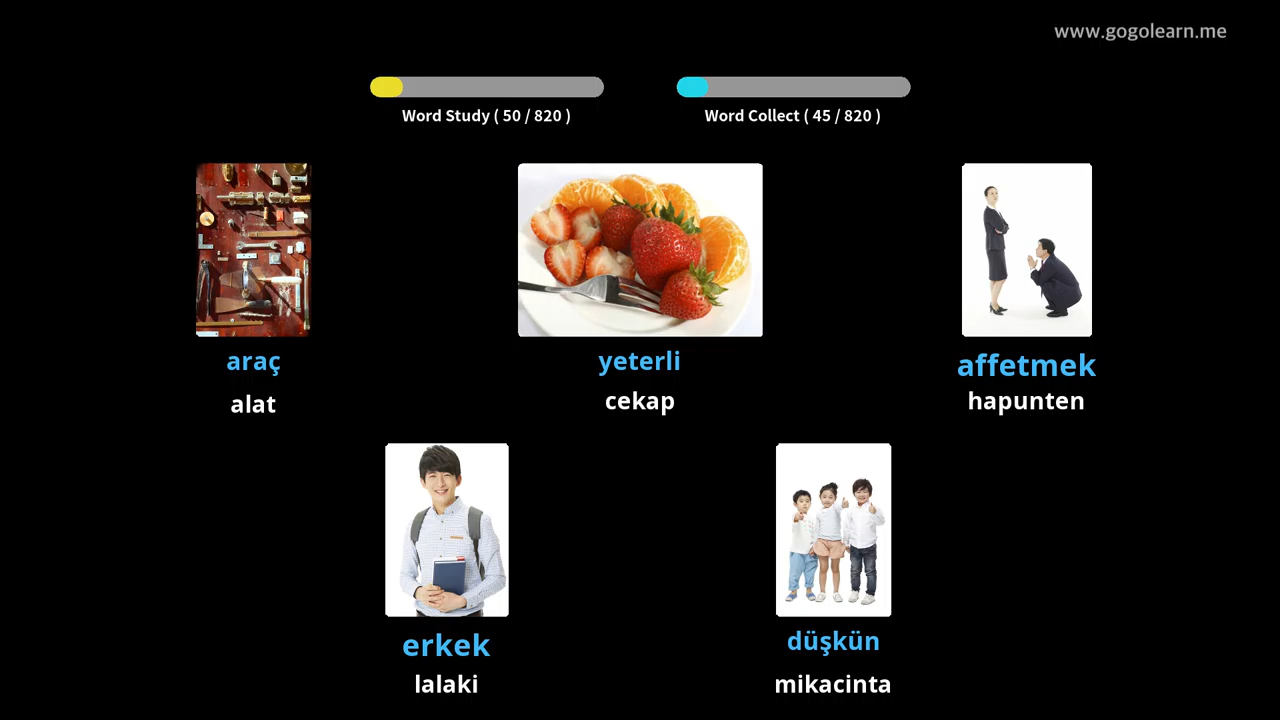 www.gogolearn.me
Word Study ( 50 / 820 )
Word Collect ( 45 / 820 )
araç
yeterli
affetmek
alat
cekap
hapunten
erkek
düşkün
lalaki
mikacinta